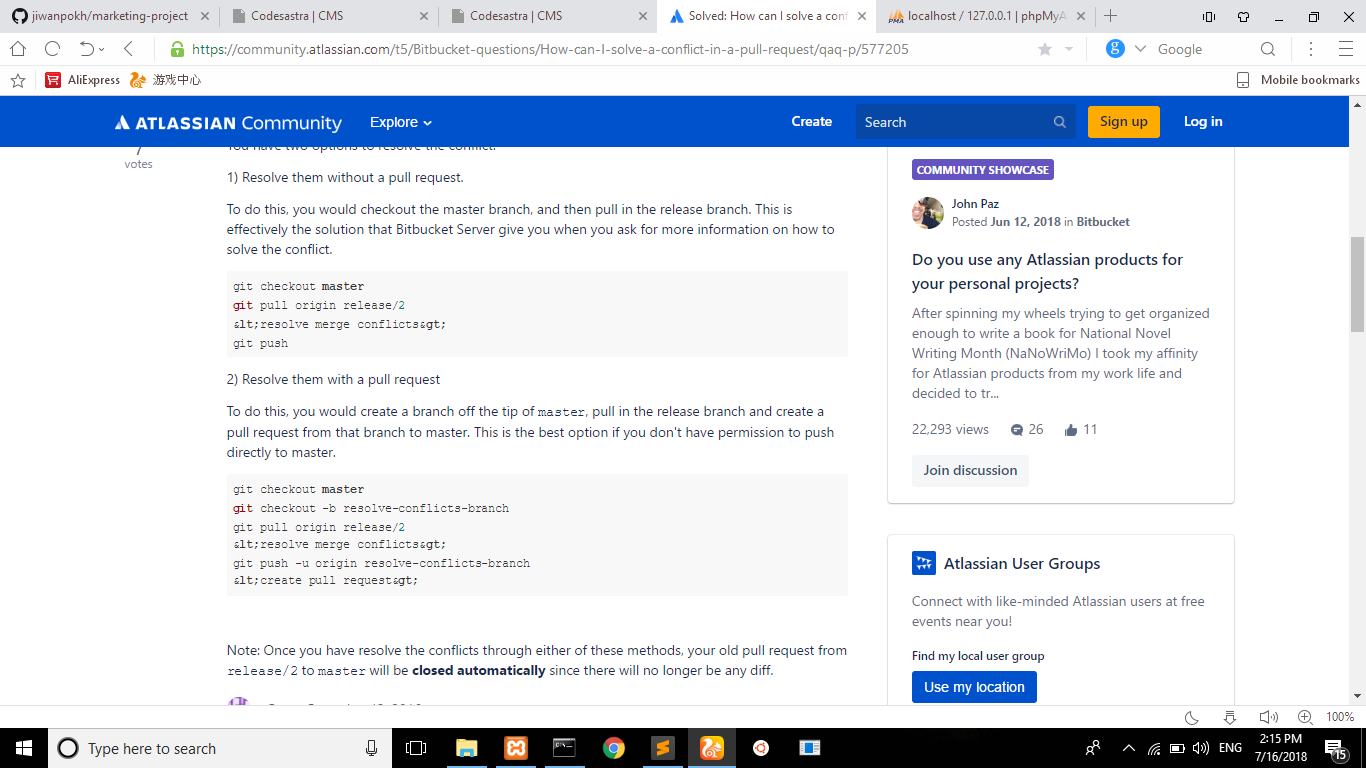 jiwanpokh/marketing-project
Codesastra | CMS
Codesastra | CMS
Solved: How can I solve a conf
localhost / 127.0.0.1 | phpMyA
https://community.atlassian.com/t5/Bitbucket-questions/How-can-I-solve-a-conflict-in-a-pull-request/qaq-p/577205
Google
AliExpress
游戏中心
Mobile bookmarks
ATLASSIAN Community
Explore
Create
Search
Sign up
Log in
7
votes
You have two options to resolve the conflict.
1) Resolve them without a pull request.
To do this, you would checkout the master branch, and then pull in the release branch. This is
effectively the solution that Bitbucket Server give you when you ask for more information on how to
solve the conflict.
git checkout master
git pull origin release/2
&lt;resolve merge conflicts&gt;
git push
2) Resolve them with a pull request
To do this, you would create a branch off the tip of master, pull in the release branch and create a
pull request from that branch to master. This is the best option if you don't have permission to push
directly to master.
git checkout master
git checkout -b resolve-conflicts-branch
git pull origin release/2
&lt;resolve merge conflicts&gt;
git push -u origin resolve-conflicts-branch
&lt;create pull request&gt;
Note: Once you have resolve the conflicts through either of these methods, your old pull request from
release/2 to master will be closed automatically since there will no longer be any diff.
COMMUNITY SHOWCASE
John Paz
Posted Jun 12, 2018 in Bitbucket
Do you use any Atlassian products for
your personal projects?
After spinning my wheels trying to get organized
enough to write a book for National Novel
Writing Month (NaNoWriMo) I took my affinity
for Atlassian products from my work life and
decided to tr...
22,293 views
26
11
Join discussion
Atlassian User Groups
Connect with like-minded Atlassian users at free
events near you!
Find my local user group
Use my location
100%
Type here to search
ENG
2:15 PM
7/16/2018
15